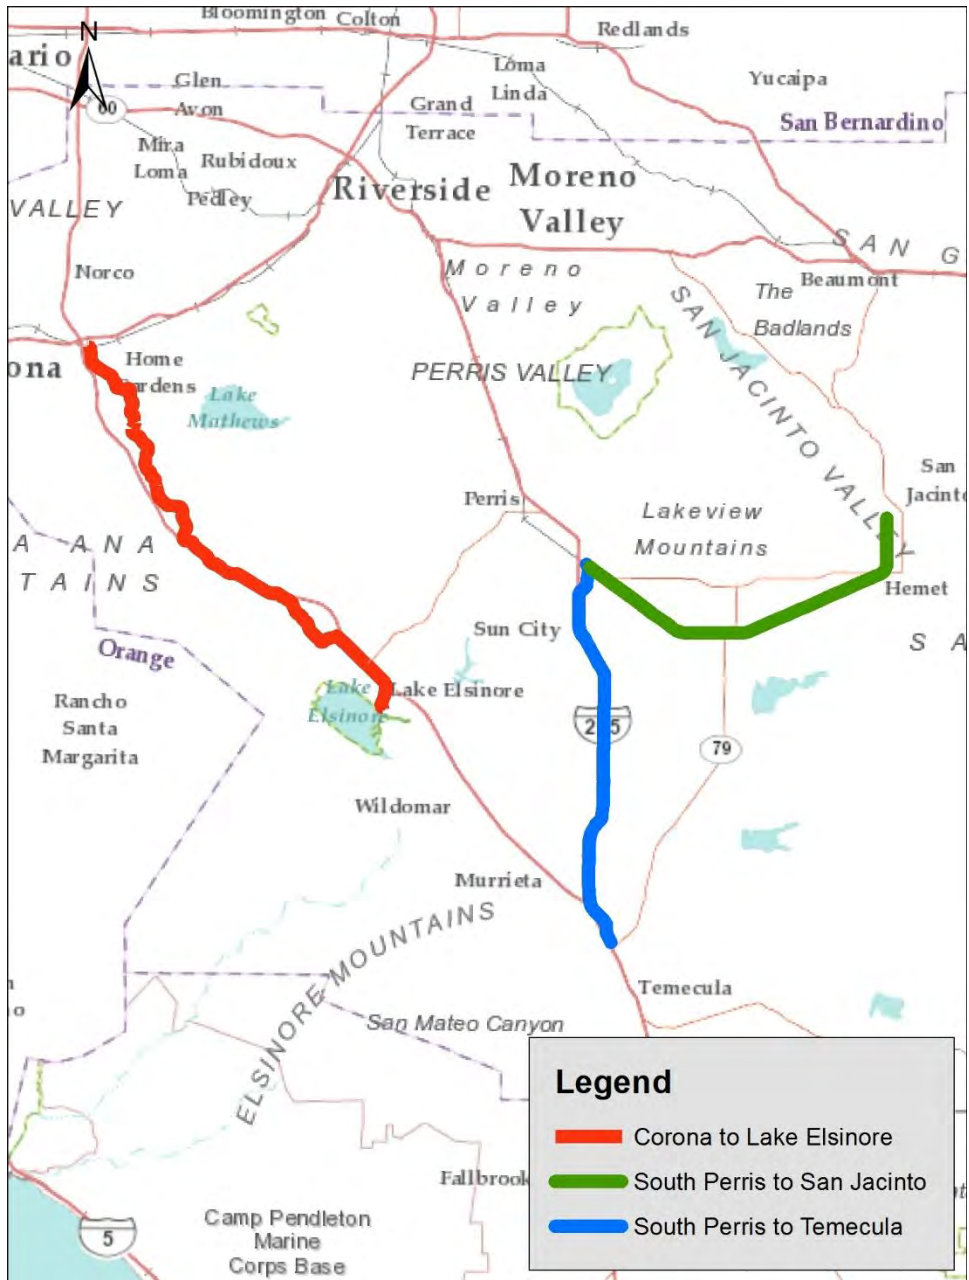 Bloomington
Colton
N
Redlands
ario
Loma
Linda
Yucaipa
Glen
Avon
60
Grand
Terrace
San Bernardino
Mira
Loma
Rubidoux
Pedley
Riverside
Moreno
Valley
VALLEY
SAN G
Norco
Moreno
Valley
Beaumont
The
Badlands
SAN JACINTO VALLEY
ona
Home
Gardens
Lake
Mathews
PERRIS VALLEY
San
Jacinto
Perris
Lakeview
Mountains
A ANA
TAINS
Hemet
Sun City
S A
Orange
Lake
Elsinore
Lake Elsinore
Rancho
Santa
Margarita
215
79
Wildomar
Murrieta
ELSINORE MOUNTAINS
Temecula
San Mateo Canyon
Legend
Corona to Lake Elsinore
South Perris to San Jacinto
South Perris to Temecula
Fallbrook
5
Camp Pendleton
Marine
Corps Base